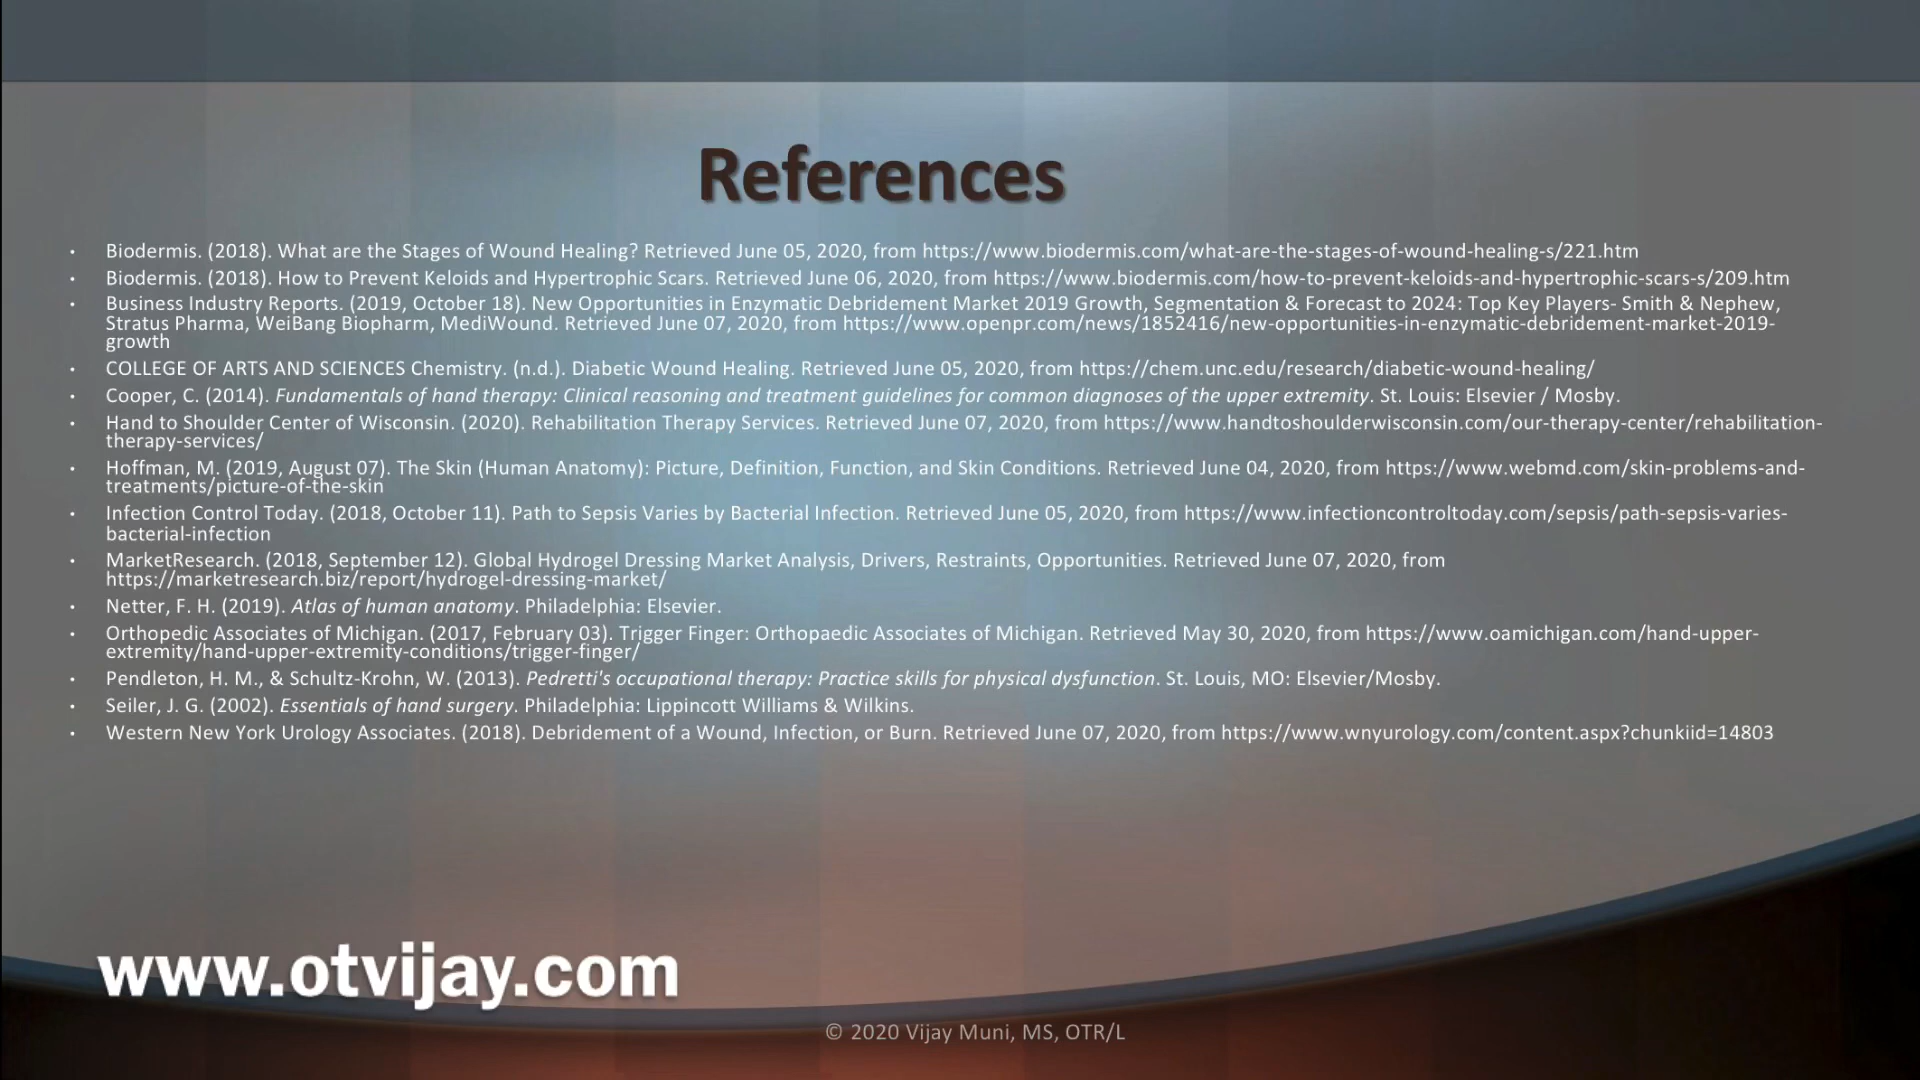 References
• Biodermis. (2018). What are the Stages of Wound Healing? Retrieved June 05, 2020, from https://www.biodermis.com/what-are-the-stages-of-wound-healing-s/221.htm
• Biodermis. (2018). How to Prevent Keloids and Hypertrophic Scars. Retrieved June 06, 2020, from https://www.biodermis.com/how-to-prevent-keloids-and-hypertrophic-scars-s/209.htm
• Business Industry Reports. (2019, October 18). New Opportunities in Enzymatic Debridement Market 2019 Growth, Segmentation & Forecast to 2024: Top Key Players- Smith & Nephew,
Stratus Pharma, WeiBang Biopharm, MediWound. Retrieved June 07, 2020, from https://www.openpr.com/news/1852416/new-opportunities-in-enzymatic-debridement-market-2019-
growth
• COLLEGE OF ARTS AND SCIENCES Chemistry. (n.d.). Diabetic Wound Healing. Retrieved June 05, 2020, from https://chem.unc.edu/research/diabetic-wound-healing/
• Cooper, C. (2014). Fundamentals of hand therapy: Clinical reasoning and treatment guidelines for common diagnoses of the upper extremity. St. Louis: Elsevier / Mosby.
• Hand to Shoulder Center of Wisconsin. (2020). Rehabilitation Therapy Services. Retrieved June 07, 2020, from https://www.handtoshoulderwisconsin.com/our-therapy-center/rehabilitation-
therapy-services/
• Hoffman, M. (2019, August 07). The Skin (Human Anatomy): Picture, Definition, Function, and Skin Conditions. Retrieved June 04, 2020, from https://www.webmd.com/skin-problems-and-
treatments/picture-of-the-skin
• Infection Control Today. (2018, October 11). Path to Sepsis Varies by Bacterial Infection. Retrieved June 05, 2020, from https://www.infectioncontroltoday.com/sepsis/path-sepsis-varies-
bacterial-infection
• MarketResearch. (2018, September 12). Global Hydrogel Dressing Market Analysis, Drivers, Restraints, Opportunities. Retrieved June 07, 2020, from
https://marketresearch.biz/report/hydrogel-dressing-market/
• Netter, F. H. (2019). Atlas of human anatomy. Philadelphia: Elsevier.
• Orthopedic Associates of Michigan. (2017, February 03). Trigger Finger: Orthopaedic Associates of Michigan. Retrieved May 30, 2020, from https://www.oamichigan.com/hand-upper-
extremity/hand-upper-extremity-conditions/trigger-finger/
• Pendleton, H. M., & Schultz-Krohn, W. (2013). Pedretti's occupational therapy: Practice skills for physical dysfunction. St. Louis, MO: Elsevier/Mosby.
• Seiler, J. G. (2002). Essentials of hand surgery. Philadelphia: Lippincott Williams & Wilkins.
• Western New York Urology Associates. (2018). Debridement of a Wound, Infection, or Burn. Retrieved June 07, 2020, from https://www.wnyurology.com/content.aspx?chunkiid=14803
www.otvijay.com
© 2020 Vijay Muni, MS, OTR/L